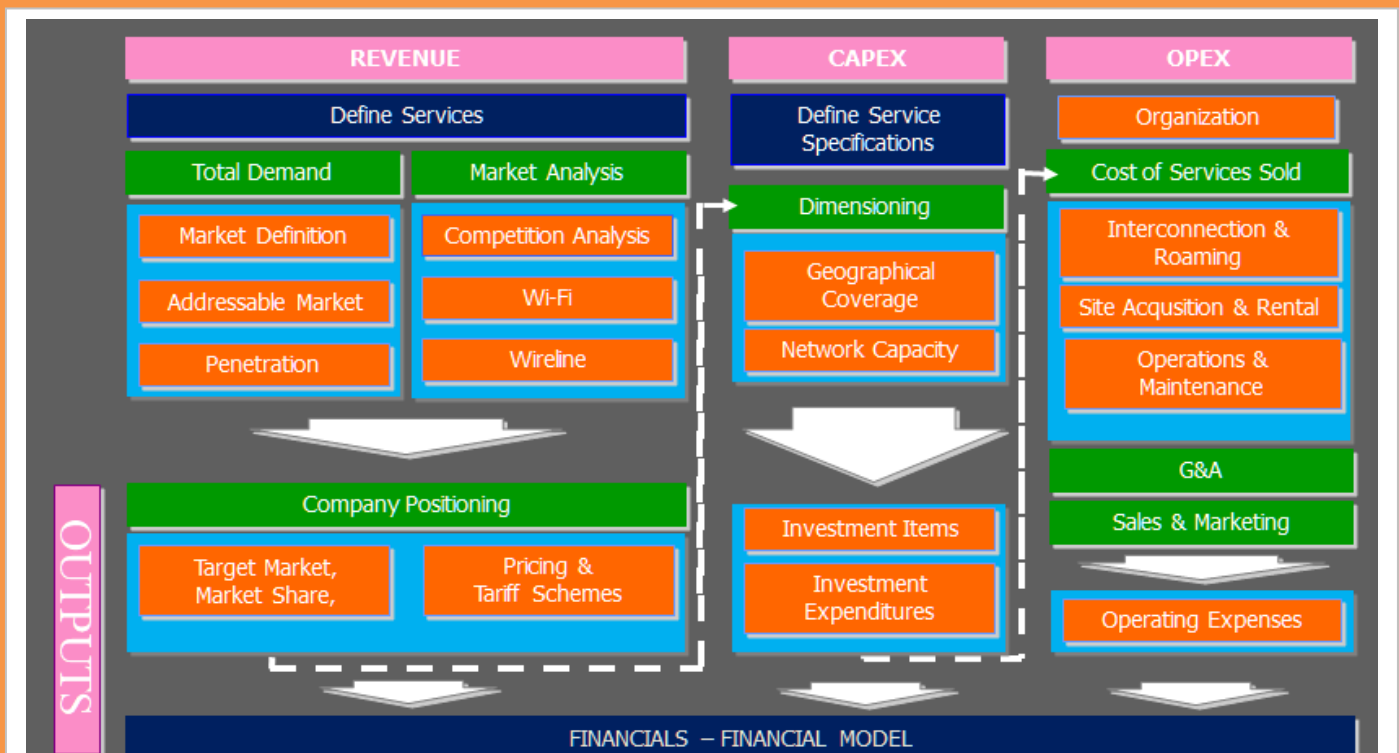 REVENUE
Define Services
Total Demand
Market Definition
Addressable Market
Penetration
Market Analysis
Competition Analysis
Wi-Fi
Wireline
Company Positioning
Target Market,
Market Share,
Pricing &
Tariff Schemes
CAPEX
Define Service
Specifications
Dimensioning
Geographical
Coverage
Network Capacity
Investment Items
Investment
Expenditures
OPEX
Organization
Cost of Services Sold
Interconnection &
Roaming
Site Acqusition & Rental
Operations &
Maintenance
G&A
Sales & Marketing
Operating Expenses
OUTPUTS
FINANCIALS – FINANCIAL MODEL